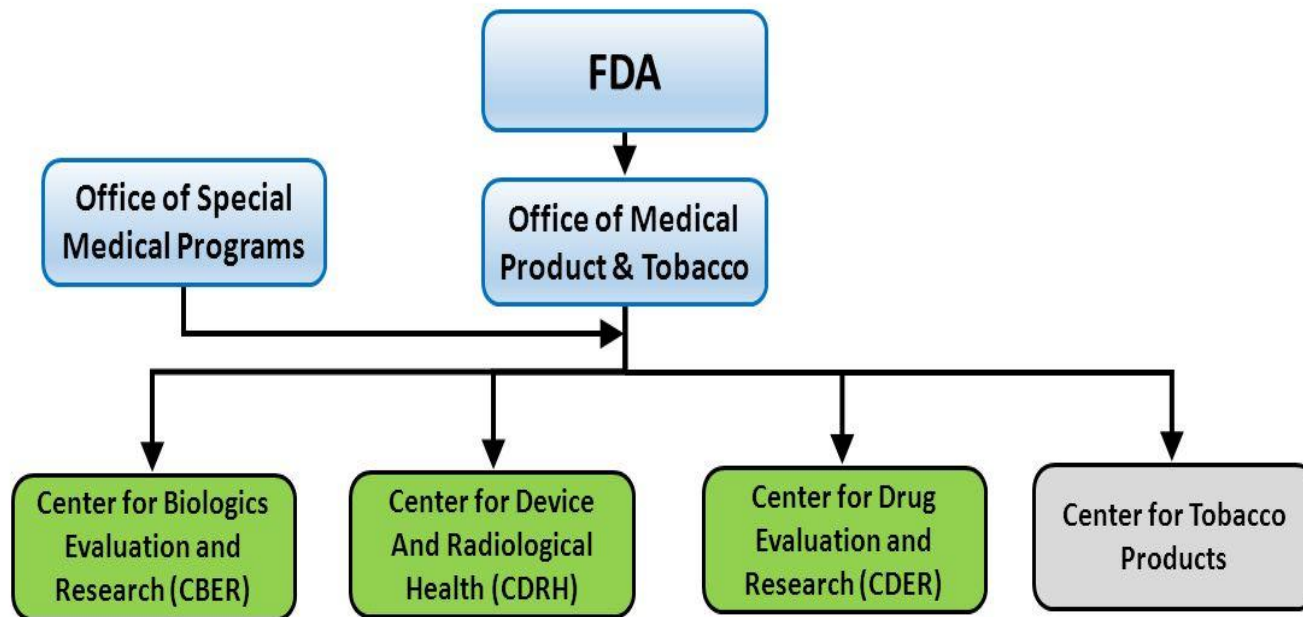 FDA
Office of Special
Medical Programs
Office of Medical
Product & Tobacco
Center for Biologics
Evaluation and
Research (CBER)
Center for Device
And Radiological
Health (CDRH)
Center for Drug
Evaluation and
Research (CDER)
Center for Tobacco
Products